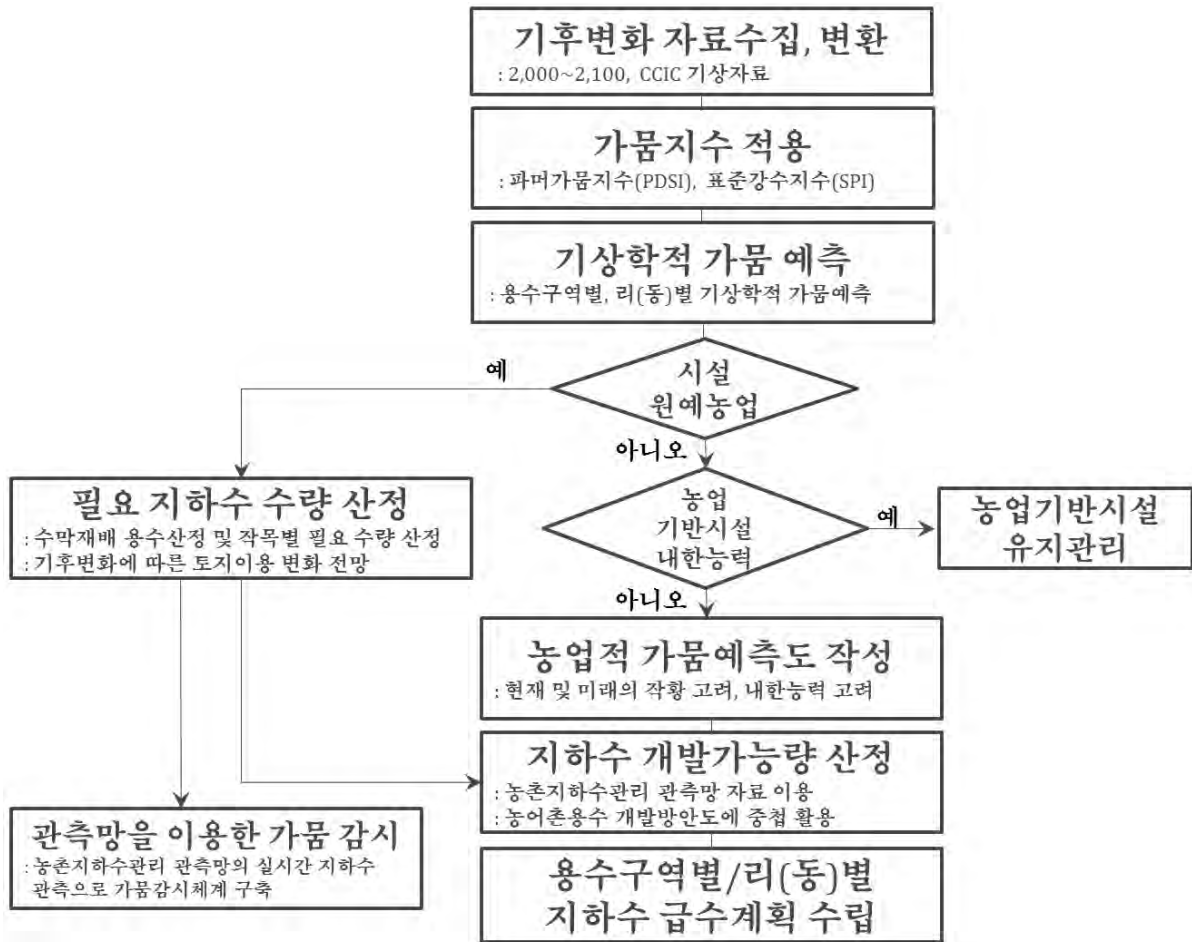 기후변화 자료수집, 변환
: 2,000~2,100, CCIC 기상자료
가뭄지수 적용
: 파머가뭄지수(PDSI), 표준강수지수(SPI)
기상학적 가뭄 예측
: 용수구역별, 리(동)별 기상학적 가뭄예측
시설
원예농업
예
아니오
필요 지하수 수량 산정
: 수막재배 용수산정 및 작목별 필요 수량 산정
: 기후변화에 따른 토지이용 변화 전망
농업
기반시설
내한능력
예
농업기반시설
유지관리
아니오
농업적 가뭄예측도 작성
: 현재 및 미래의 작황 고려, 내한능력 고려
지하수 개발가능량 산정
: 농촌지하수관리 관측망 자료 이용
: 농어촌용수 개발방안도에 중첩 활용
관측망을 이용한 가뭄 감시
: 농촌지하수관리 관측망의 실시간 지하수
관측으로 가뭄감시체계 구축
용수구역별/리(동)별
지하수 급수계획 수립